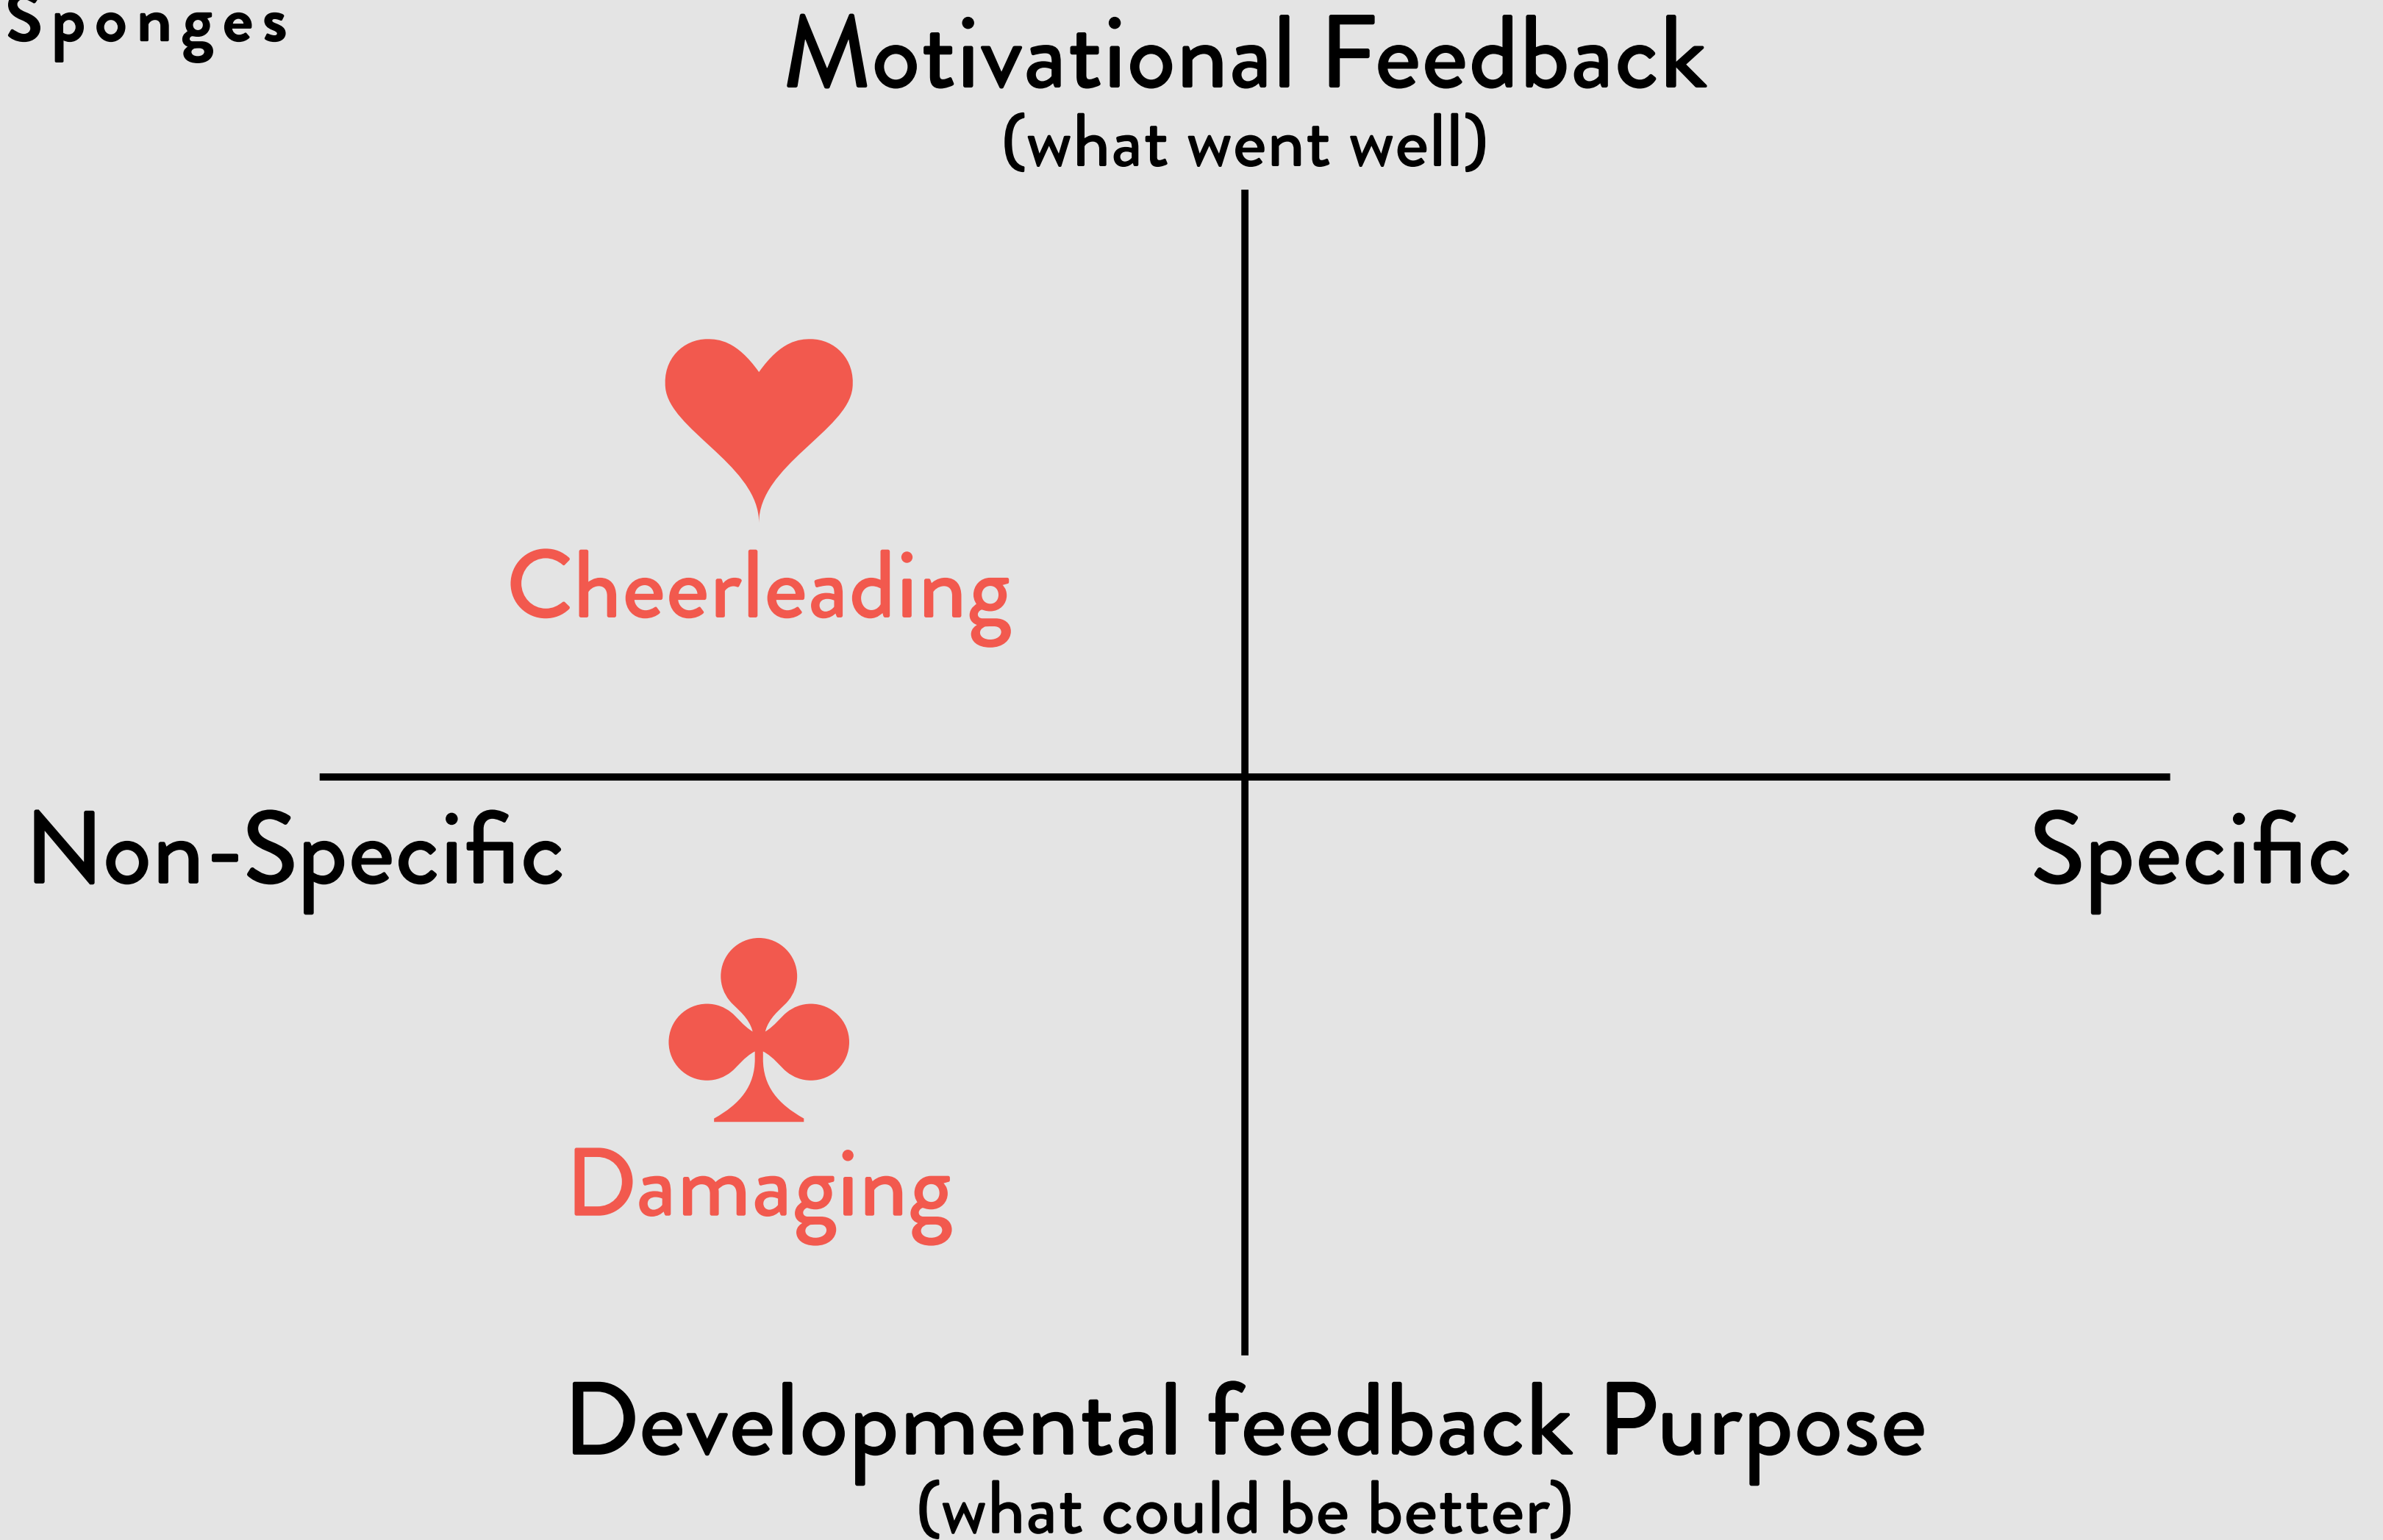 Sponges
Motivational Feedback
(what went well)
Cheerleading
Non-Specific
Specific
Damaging
Developmental feedback Purpose
(what could be better)